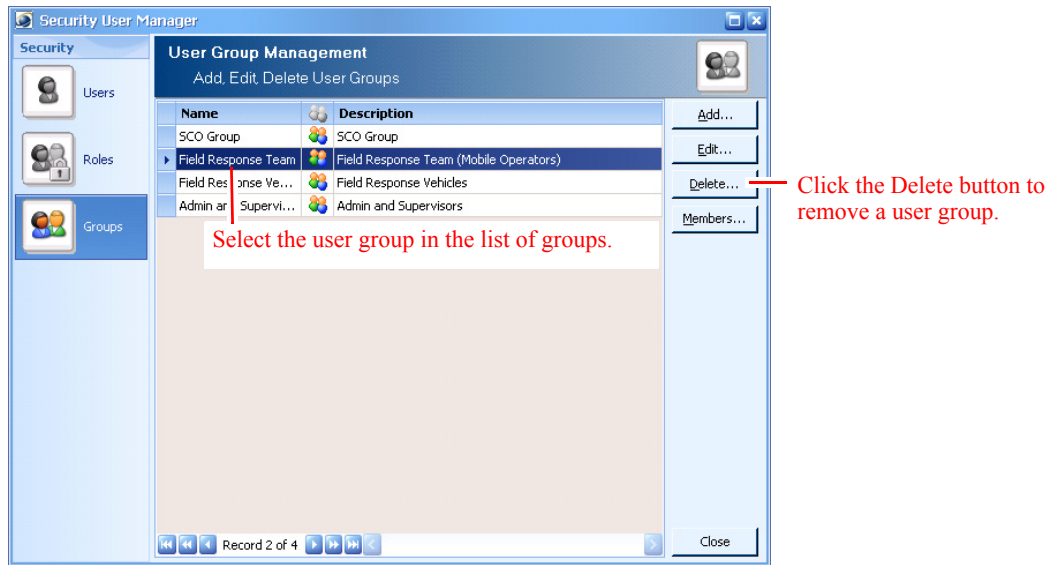 Security User Manager
Security
Users
Roles
Groups
User Group Management
Add, Edit, Delete User Groups
Name Description
SCO Group SCO Group
Field Response Team Field Response Team (Mobile Operators)
Field Response Ve... Field Response Vehicles
Admin an Supervi... Admin and Supervisors
Select the user group in the list of groups.
Record 2 of 4
Add...
Edit...
Delete...
Members...
Close
Click the Delete button to
remove a user group.